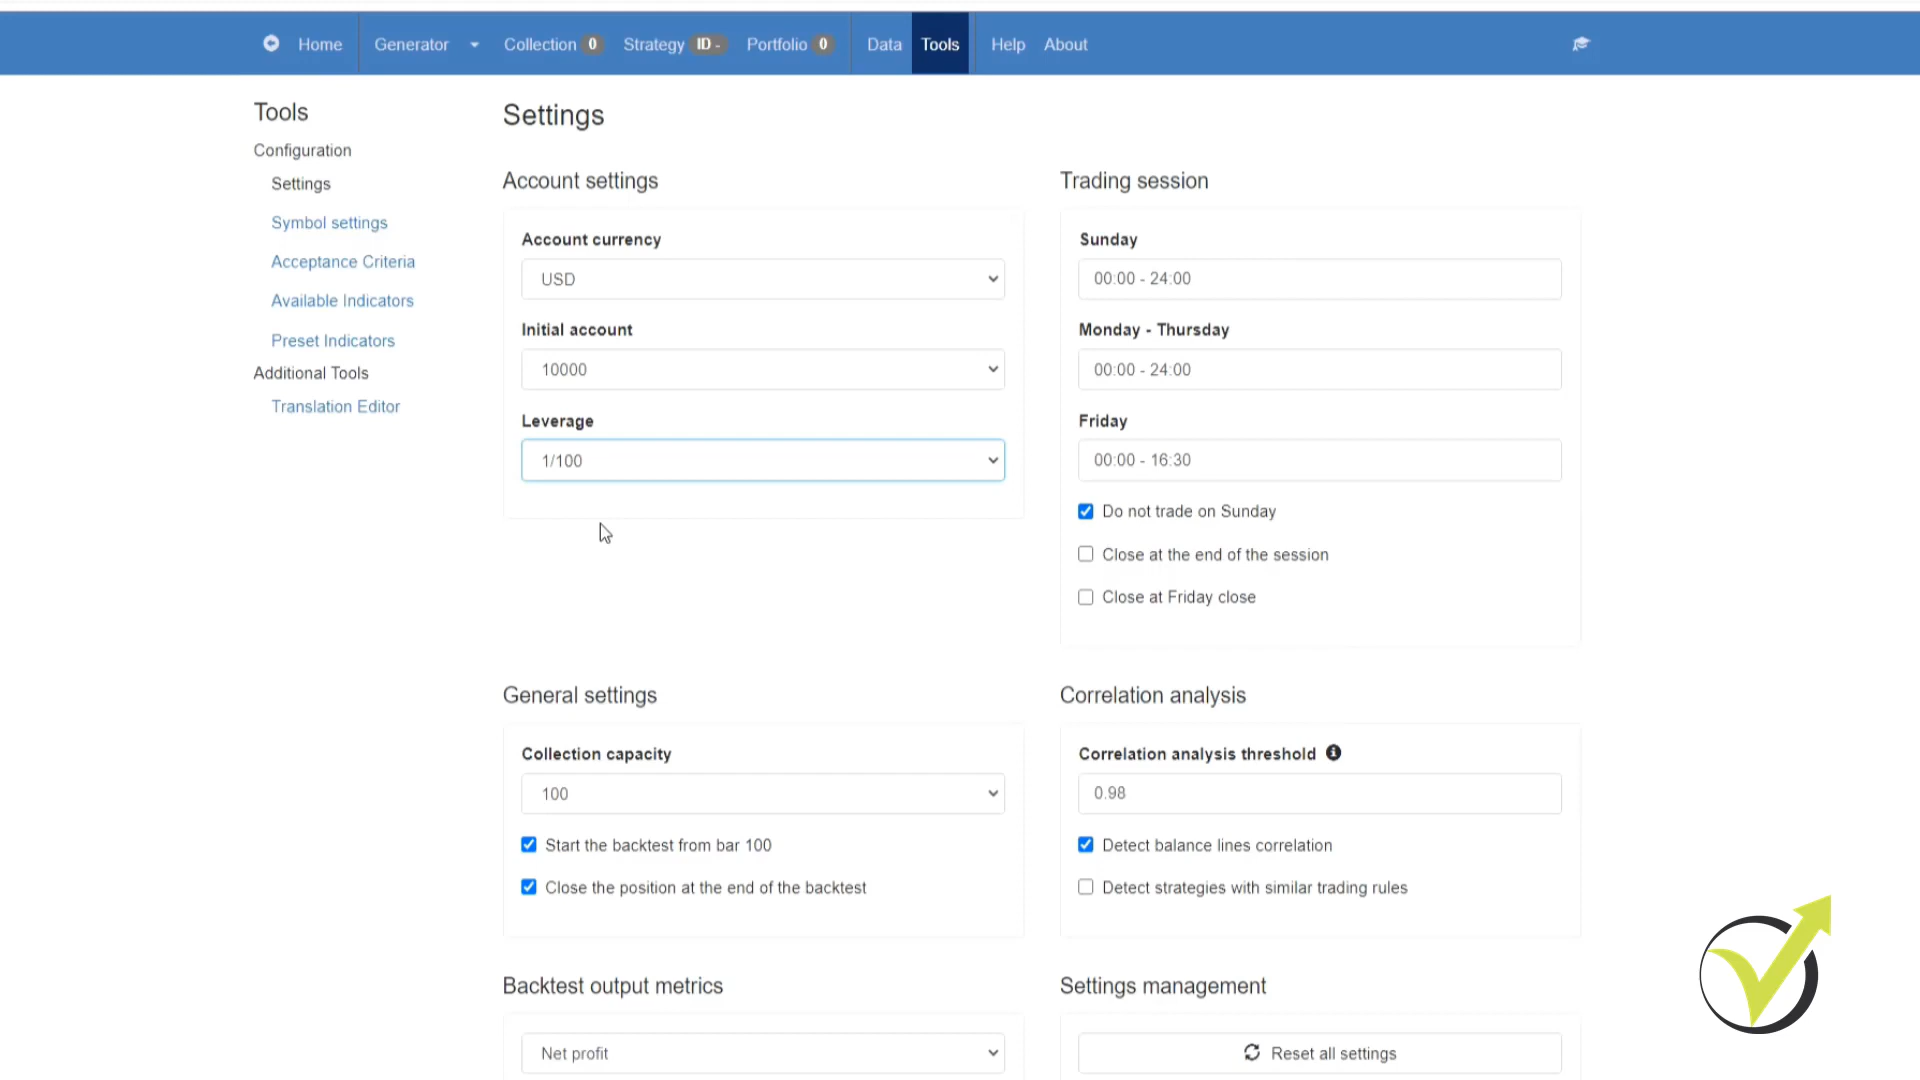 Home Generator Collection 0 Strategy ID - Portfolio 0 Data Tools Help About
Tools
Configuration
Settings
Symbol settings
Acceptance Criteria
Available Indicators
Preset Indicators
Additional Tools
Translation Editor
Settings
Account settings
Account currency
USD
Initial account
10000
Leverage
1/100
Trading session
Sunday
00:00 - 24:00
Monday - Thursday
00:00 - 24:00
Friday
00:00 - 16:30
Do not trade on Sunday
Close at the end of the session
Close at Friday close
General settings
Collection capacity
100
Start the backtest from bar 100
Close the position at the end of the backtest
Correlation analysis
Correlation analysis threshold
0.98
Detect balance lines correlation
Detect strategies with similar trading rules
Backtest output metrics
Net profit
Settings management
Reset all settings